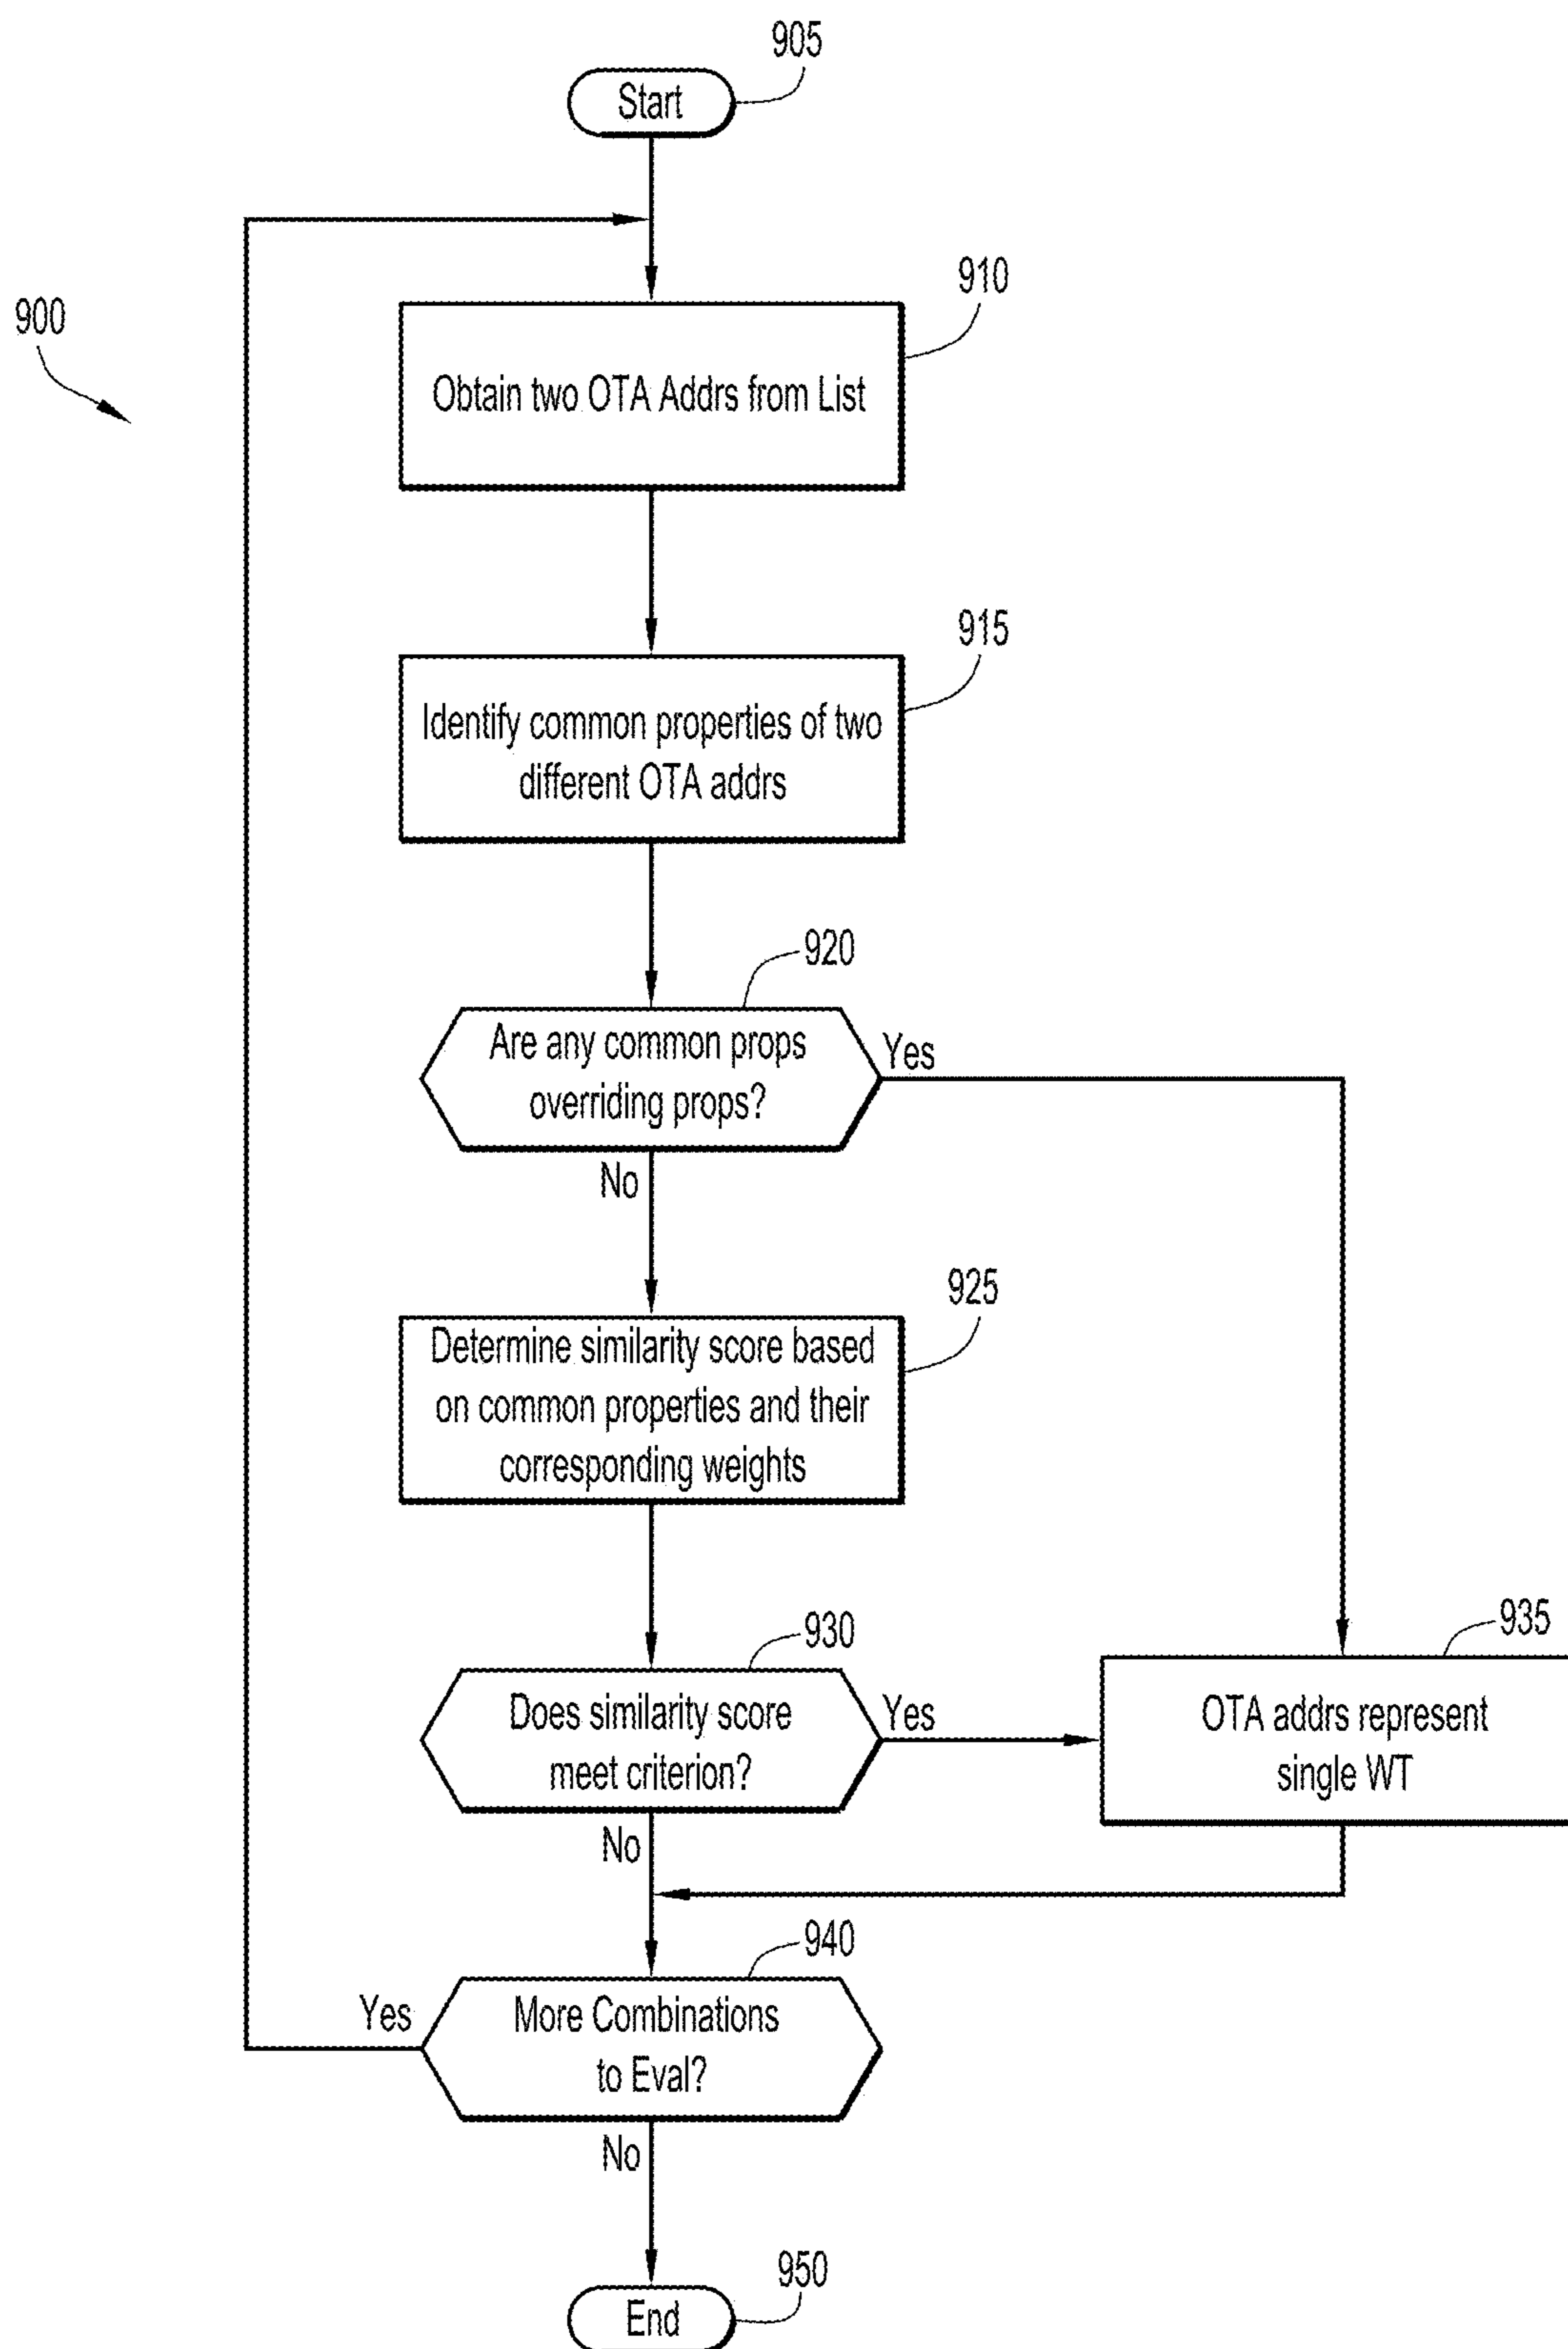 905
Start
900
910
Obtain two OTA Addrs from List
915
Identify common properties of two
different OTA addrs
920
Are any common props
overriding props?
Yes
No
925
Determine similarity score based
on common properties and their
corresponding weights
930
Does similarity score
meet criterion?
Yes
No
935
OTA addrs represent
single WT
940
More Combinations
to Eval?
Yes
No
950
End